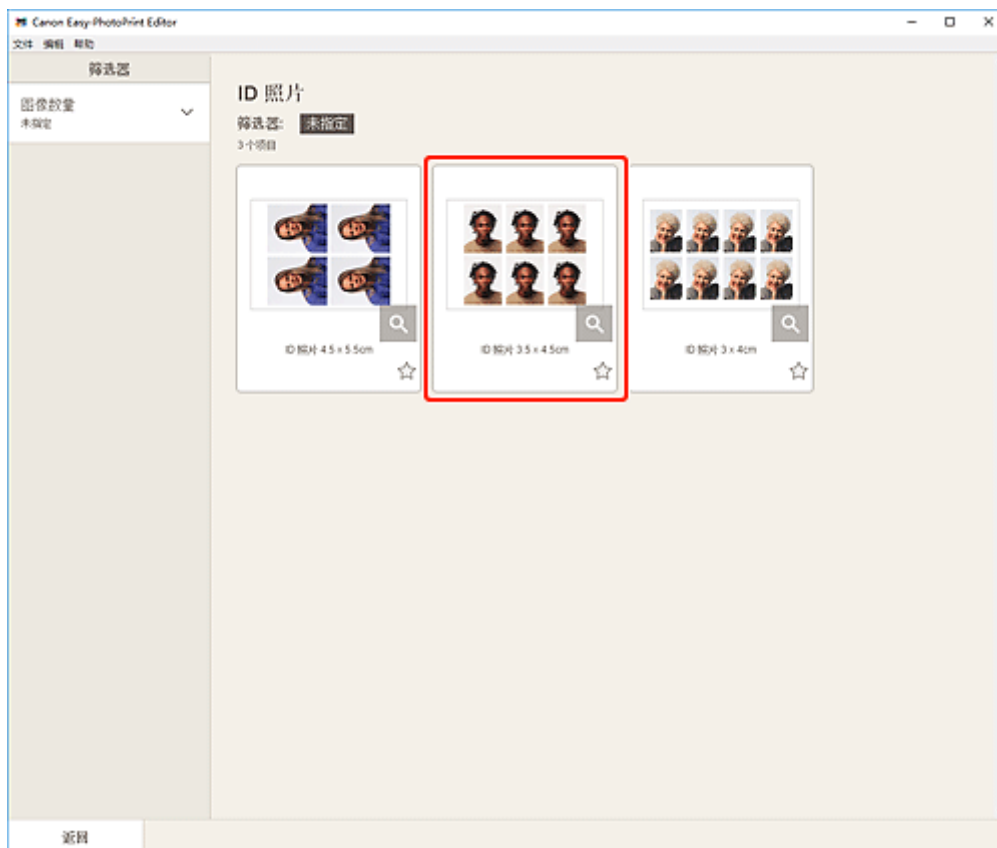 Canon Easy-PhotoPrint Editor
文件 编辑 帮助
筛选器
图像数量
未指定
ID 照片
筛选器: 未指定
3 个项目
ID 照片 4.5 x 5.5cm
ID 照片 3.5 x 4.5cm
ID 照片 3 x 4cm
返回